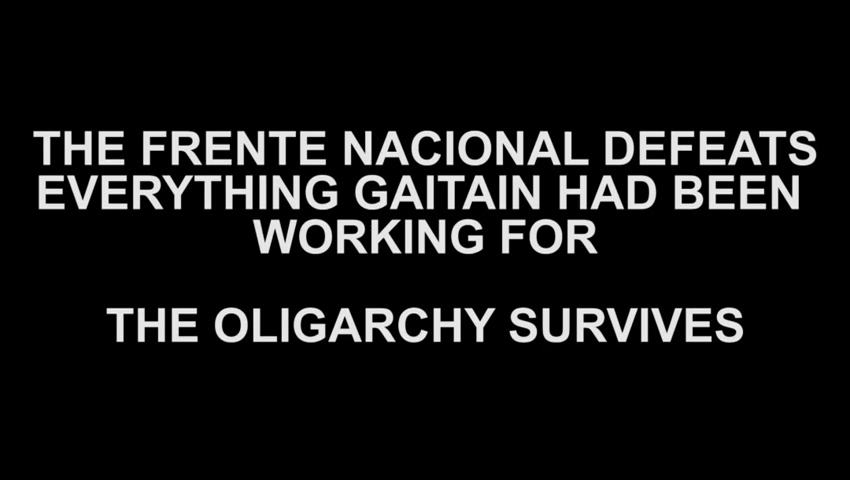 THE FRENTE NACIONAL DEFEATS
EVERYTHING GAITAIN HAD BEEN
WORKING FOR
THE OLIGARCHY SURVIVES